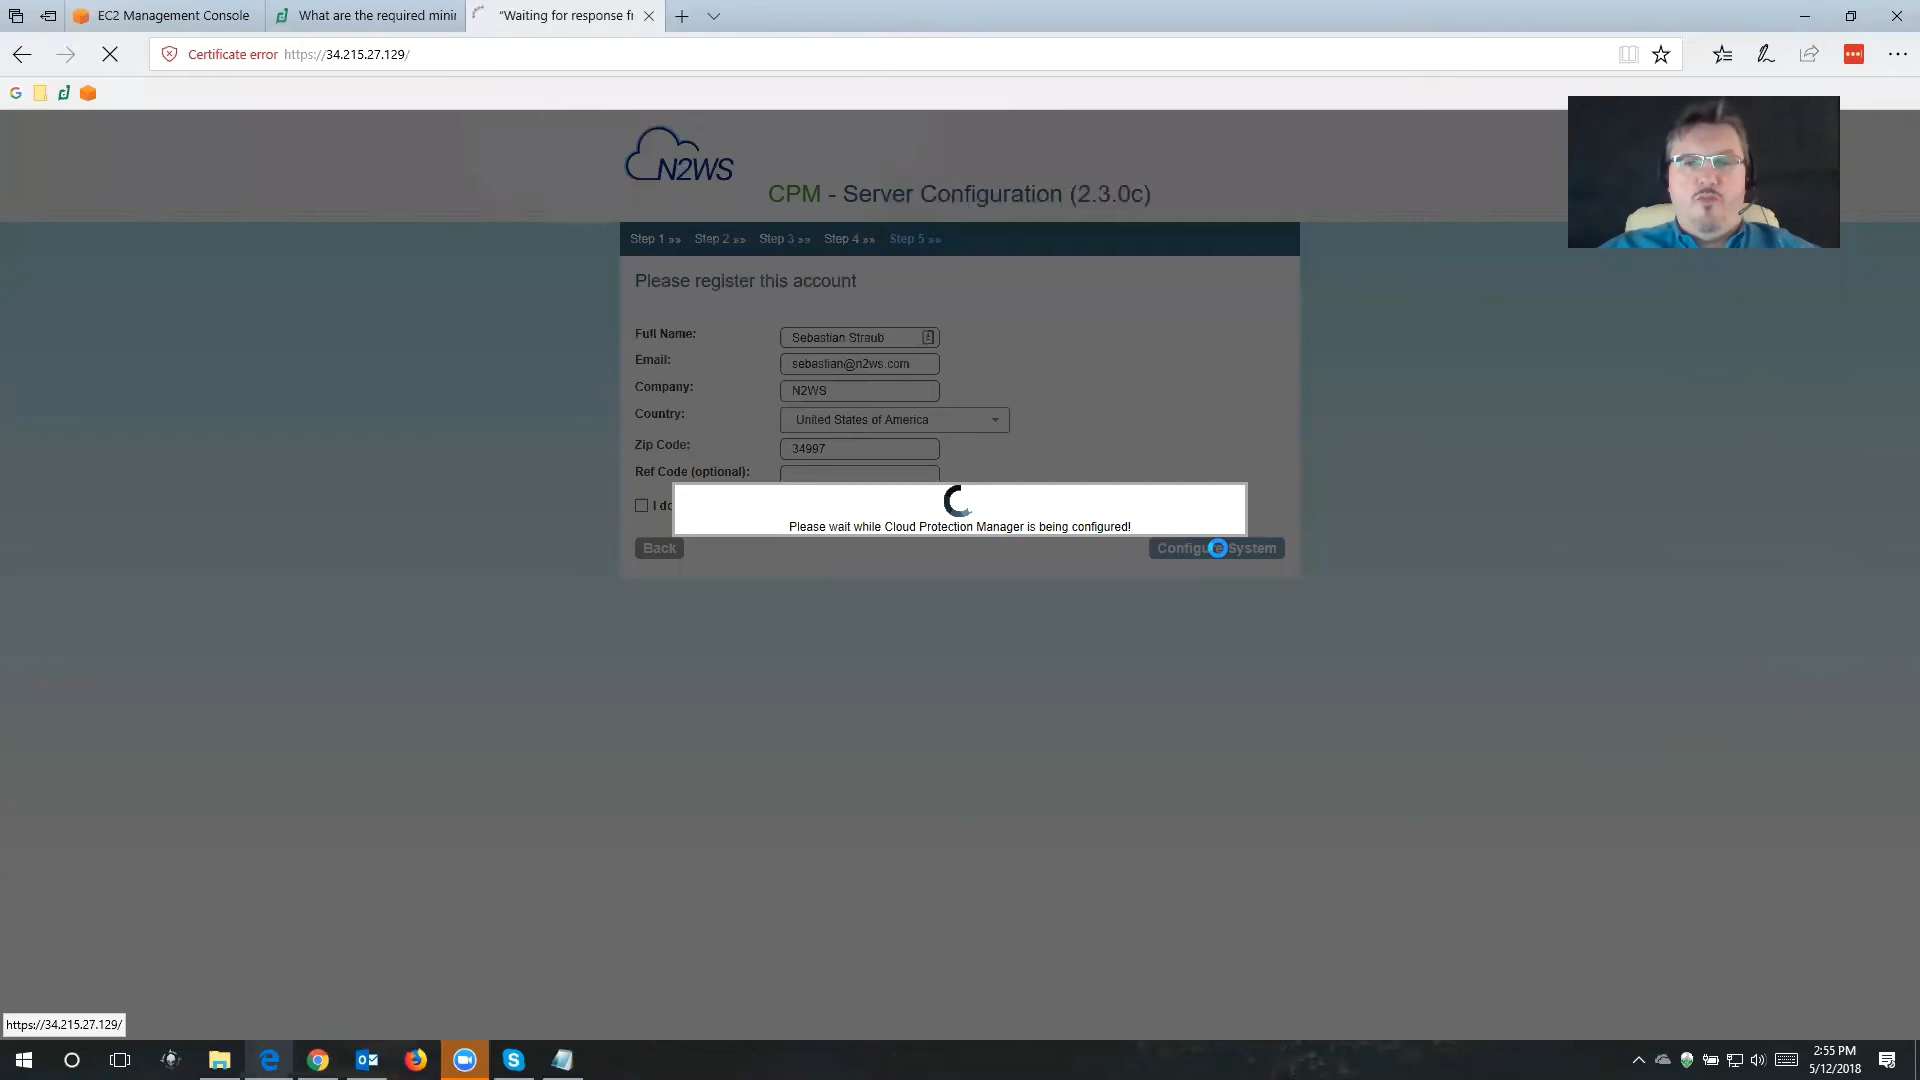 EC2 Management Console
What are the required mini
"Waiting for response fr
Certificate error https://34.215.27.129/
N2WS
CPM - Server Configuration (2.3.0c)
Step 1 »» Step 2 »» Step 3 »» Step 4 »» Step 5 »»
Please register this account
Full Name: Sebastian Straub
Email: sebastian@n2ws.com
Company: N2WS
Country: United States of America
Zip Code: 34997
Ref Code (optional):
I do
Please wait while Cloud Protection Manager is being configured!
Back
Configure System
https://34.215.27.129/
2:55 PM
5/12/2018